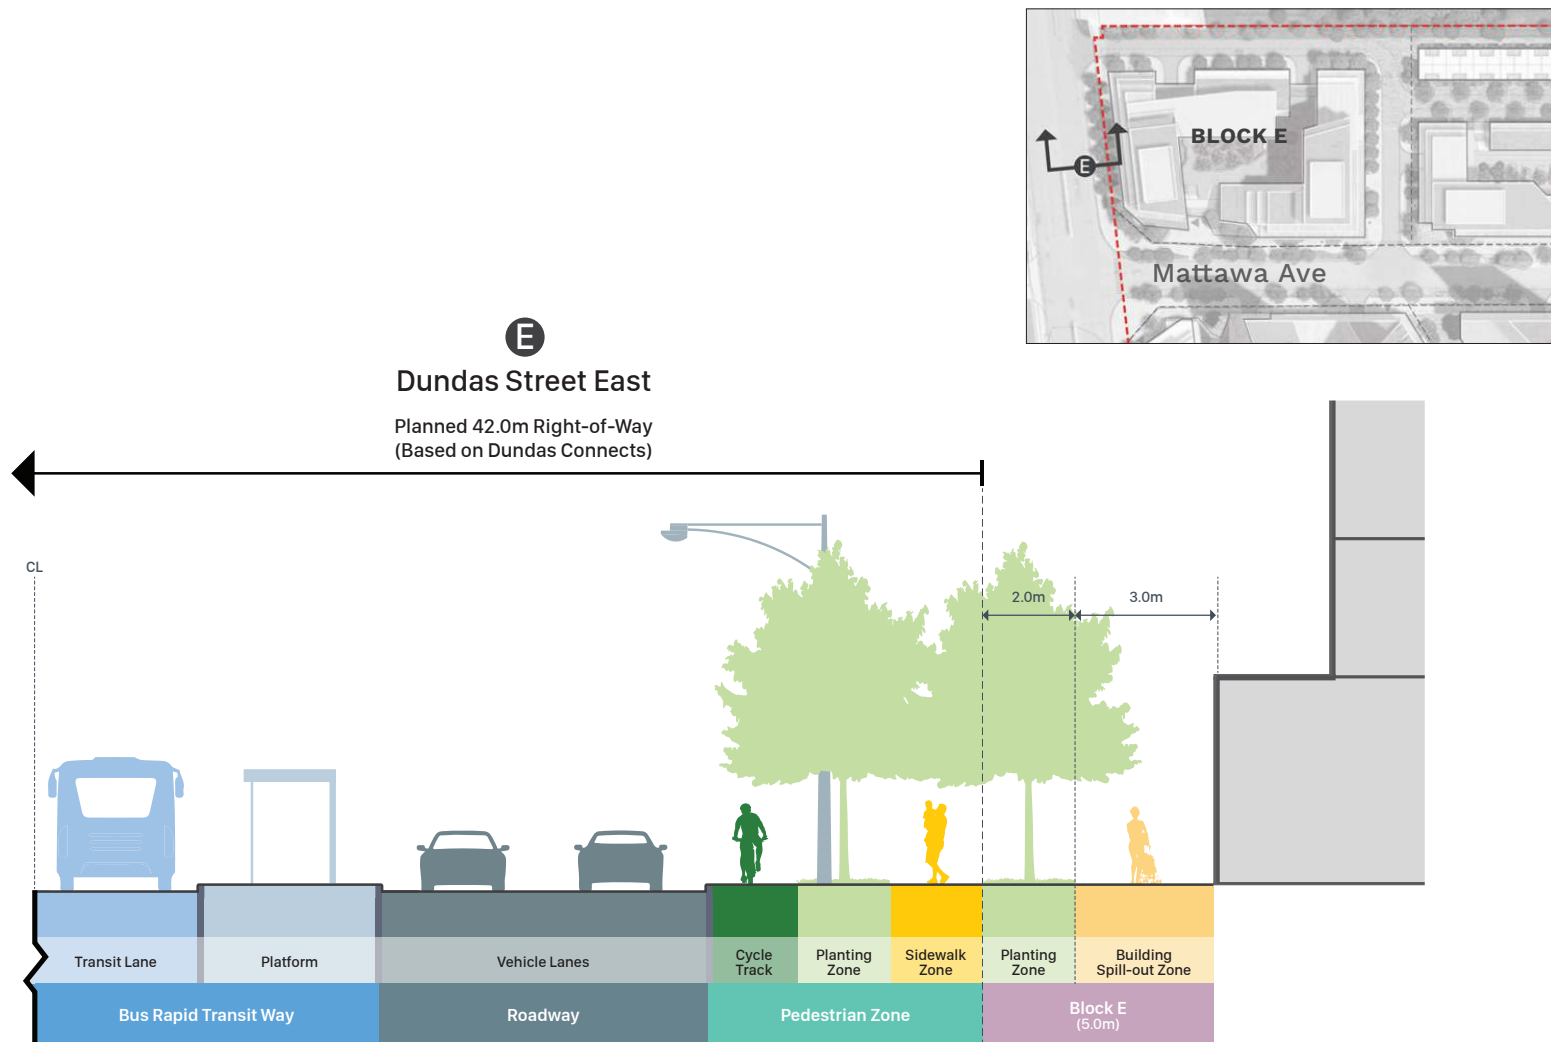 BLOCK E
E
Mattawa Ave
E
Dundas Street East
Planned 42.0m Right-of-Way
(Based on Dundas Connects)
CL
2.0m
3.0m
Transit Lane
Platform
Vehicle Lanes
Cycle
Track
Planting
Zone
Sidewalk
Zone
Planting
Zone
Building
Spill-out Zone
Bus Rapid Transit Way
Roadway
Pedestrian Zone
Block E
(5.0m)